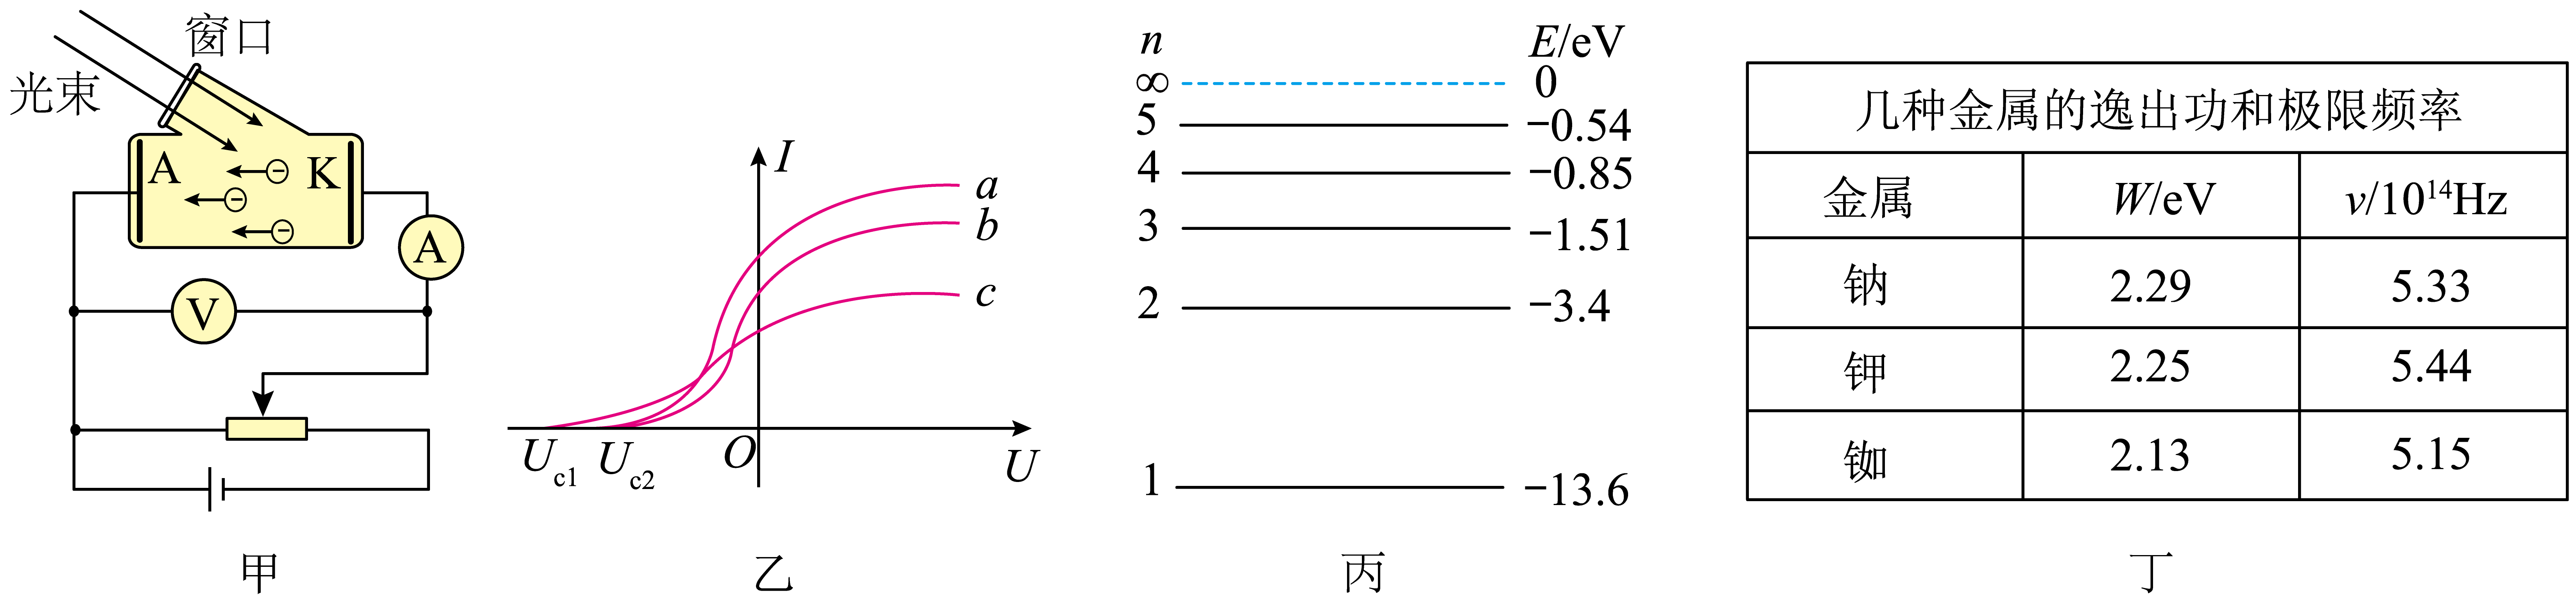 窗口
光束
A
K
A
V
甲
I
a
b
c
U_c1
U_c2
O
U
乙
n
E/eV
∞
0
5
−0.54
4
−0.85
3
−1.51
2
−3.4
1
−13.6
丙
几种金属的逸出功和极限频率
金属 W/eV ν/10¹⁴Hz
钠 2.29 5.33
钾 2.25 5.44
铷 2.13 5.15
丁